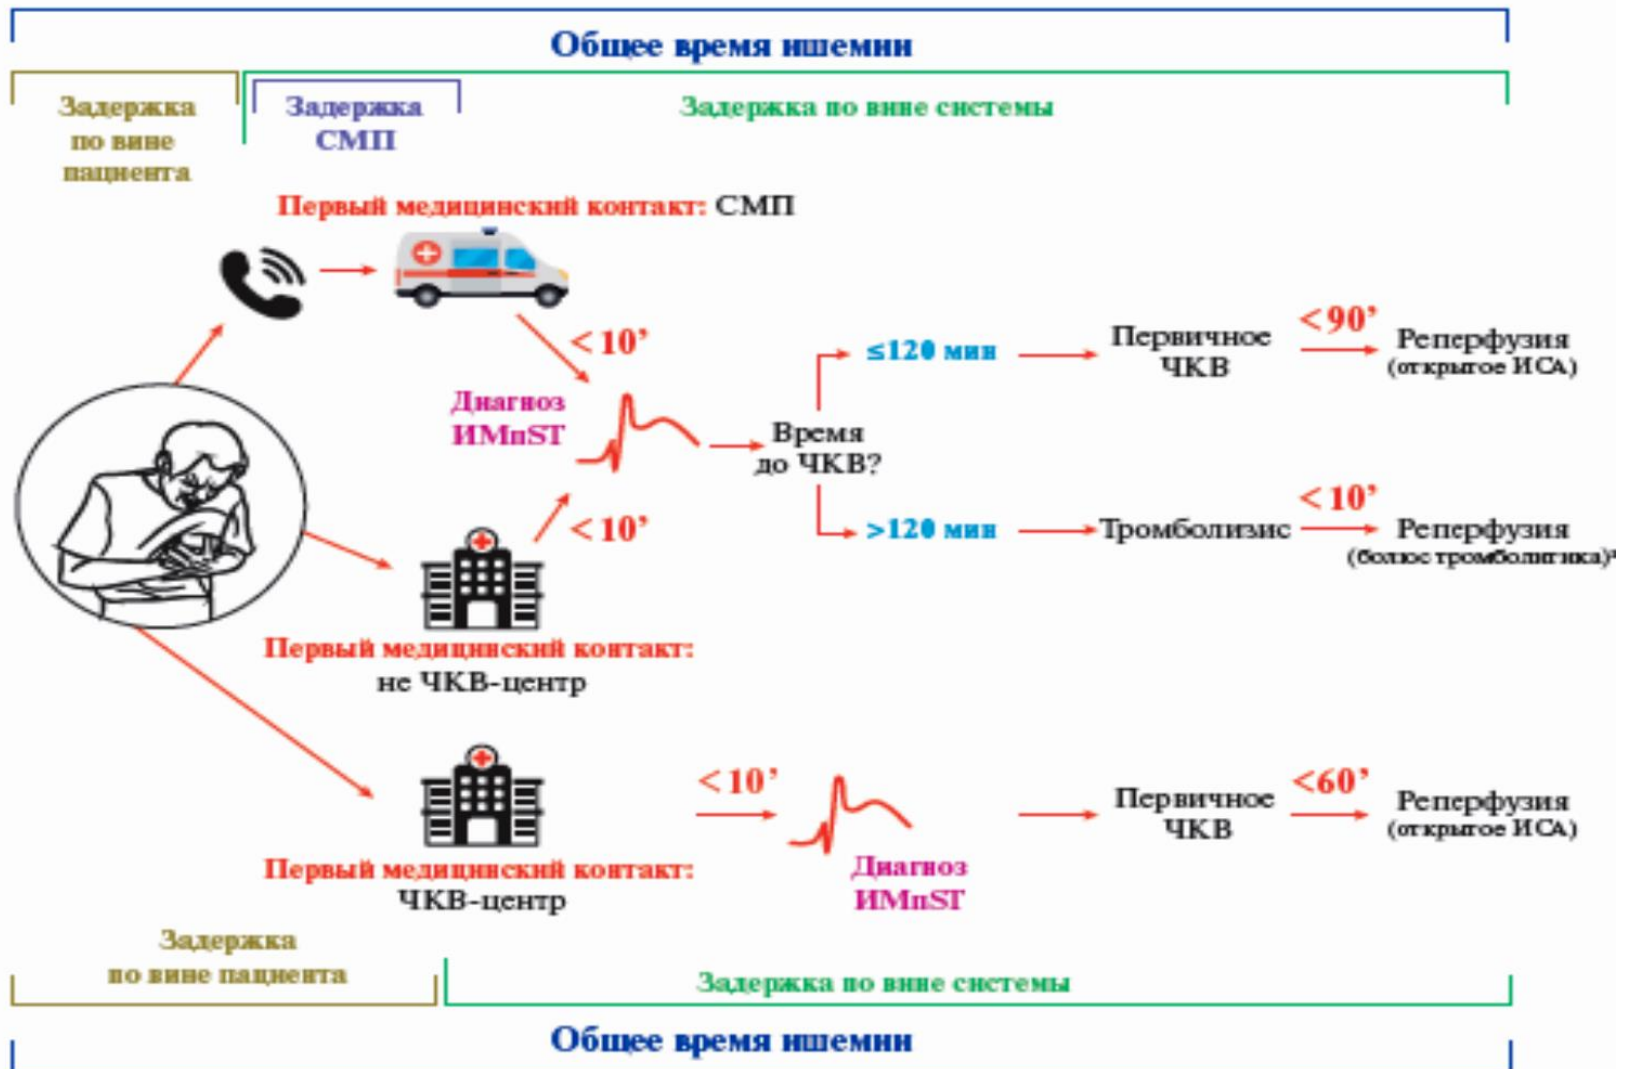 Общее время ишемии
Задержка
по вине
пациента
Задержка
СМП
Задержка по вине системы
Первый медицинский контакт: СМП
<10’
<90’
≤120 мин
Первичное
ЧКВ
Реперфузия
(открытое ИСА)
Диагноз
ИМпST
Время
до ЧКВ?
<10’
<10’
>120 мин
Тромболизис
Реперфузия
(болюс тромболитика)
Первый медицинский контакт:
не ЧКВ-центр
<10’
<60’
Первичное
ЧКВ
Реперфузия
(открытое ИСА)
Первый медицинский контакт:
ЧКВ-центр
Диагноз
ИМпST
Задержка
по вине пациента
Задержка по вине системы
Общее время ишемии